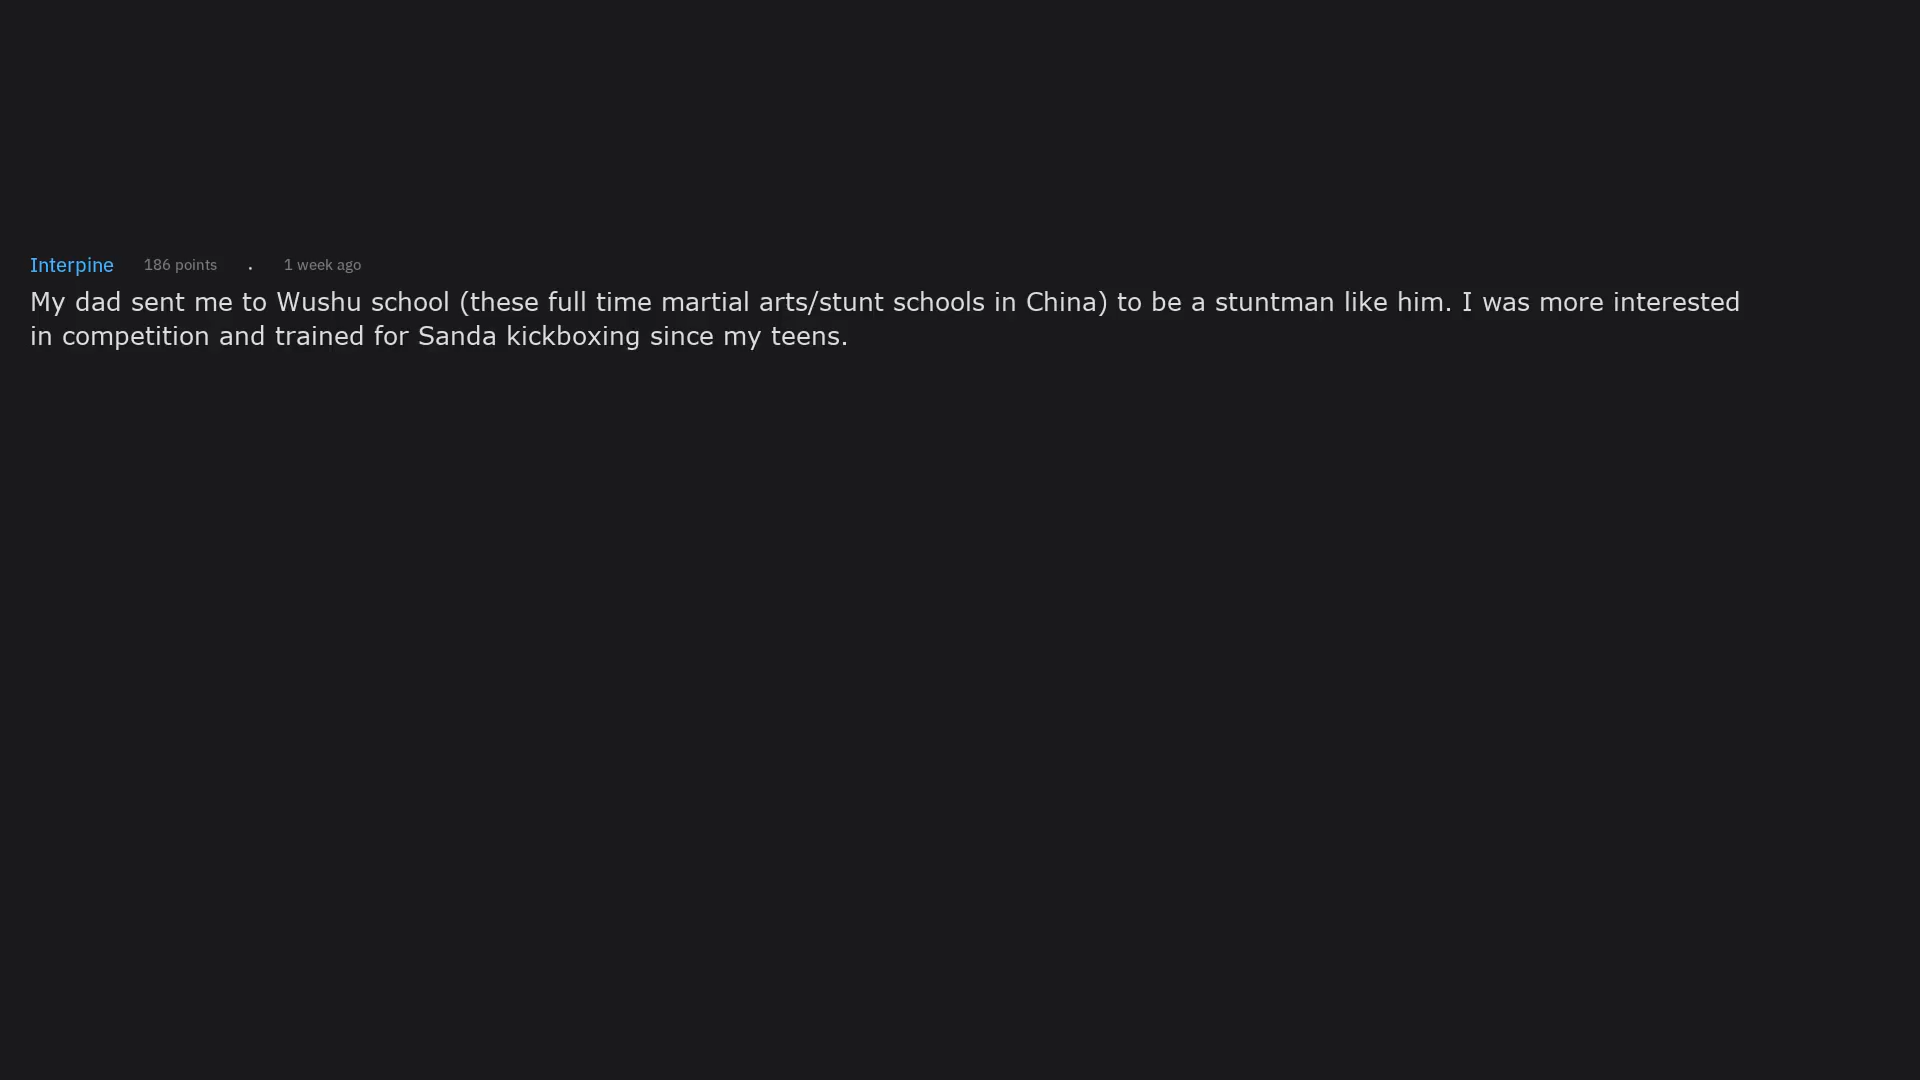 Interpine 186 points . 1 week ago
My dad sent me to Wushu school (these full time martial arts/stunt schools in China) to be a stuntman like him. I was more interested
in competition and trained for Sanda kickboxing since my teens.